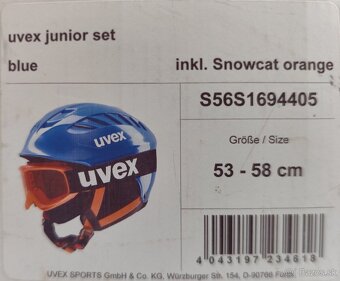 uvex junior set
blue
inkl. Snowcat orange
S56S1694405
Größe / Size
53 - 58 cm
uvex
uvex
4 043197 234618
UVEX SPORTS GmbH & Co. KG, Würzburger Str. 154, D-90766 Fürth